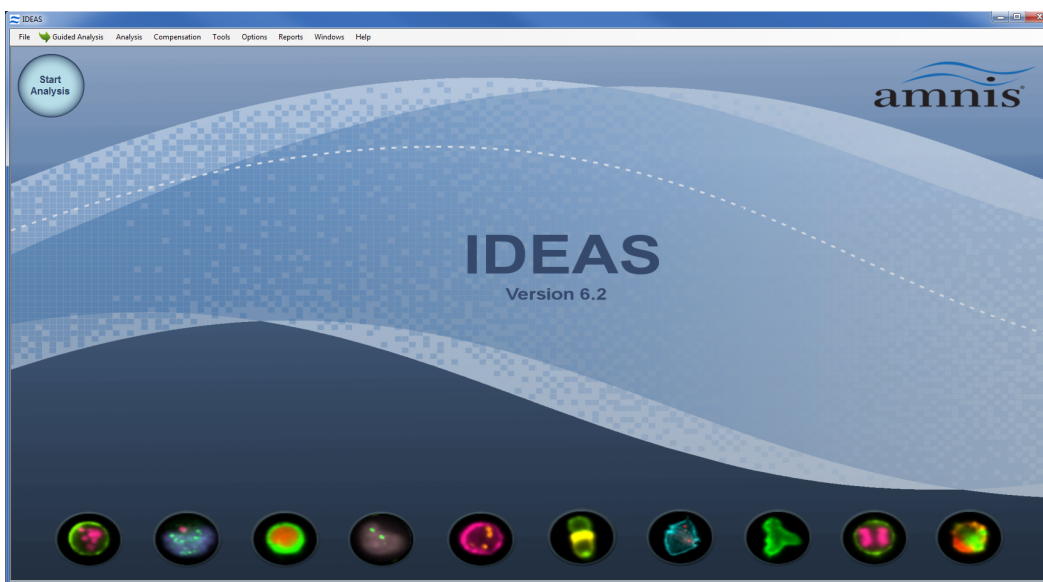 IDEAS
File Guided Analysis Analysis Compensation Tools Options Reports Windows Help
Start
Analysis
amnis
IDEAS
Version 6.2